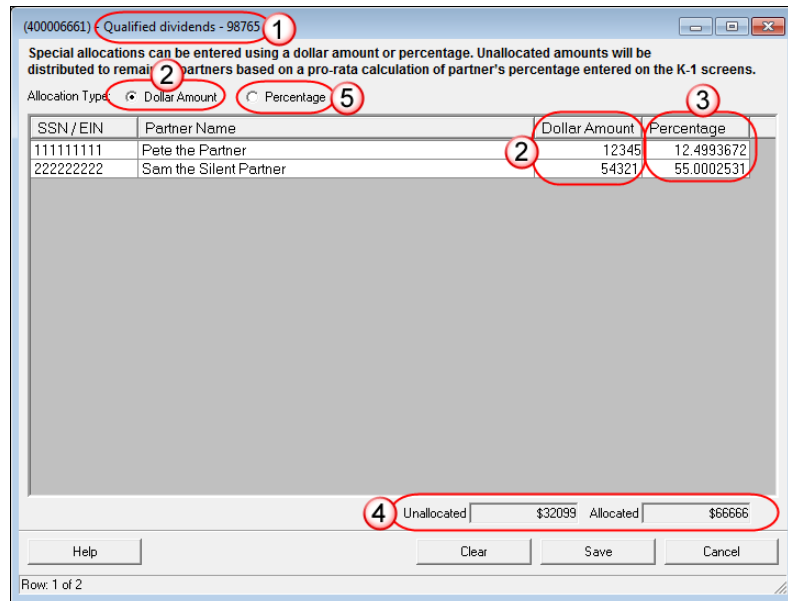 (400006661) - Qualified dividends - 98765
1
Special allocations can be entered using a dollar amount or percentage. Unallocated amounts will be
distributed to partners based on a pro-rata calculation of partner's percentage entered on the K-1 screens.
2
Allocation Type: Dollar Amount Percentage 5
3
SSN / EIN Partner Name Dollar Amount Percentage
111111111 Pete the Partner 12345 12.4993672
2
222222222 Sam the Silent Partner 54321 55.0002531
4 Unallocated $32099 Allocated $66666
Help Clear Save Cancel
Row: 1 of 2